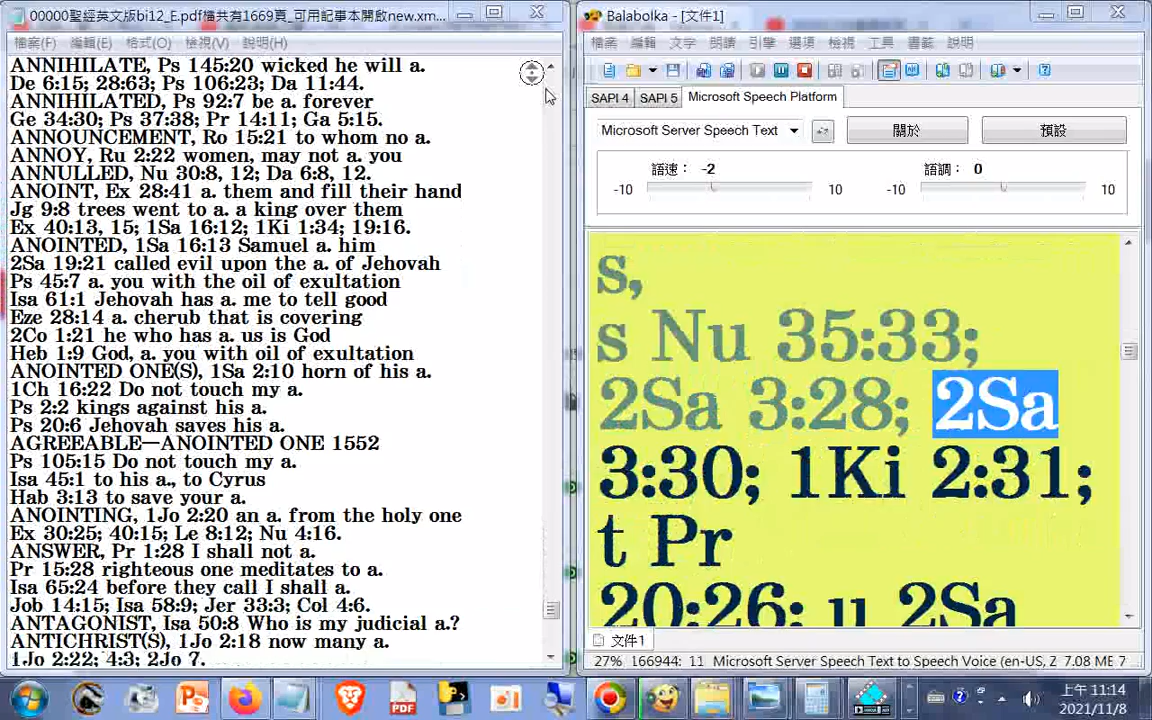 00000聖經英文版bi12_E.pdf檔共有1669頁_可用記事本開啟new.xm...
檔案(F) 編輯(E) 格式(O) 檢視(V) 說明(H)
ANNIHILATE, Ps 145:20 wicked he will a.
De 6:15; 28:63; Ps 106:23; Da 11:44.
ANNIHILATED, Ps 92:7 be a. forever
Ge 34:30; Ps 37:38; Pr 14:11; Ga 5:15.
ANNOUNCEMENT, Ro 15:21 to whom no a.
ANNOY, Ru 2:22 women, may not a. you
ANNULLED, Nu 30:8, 12; Da 6:8, 12.
ANOINT, Ex 28:41 a. them and fill their hand
Jg 9:8 trees went to a. a king over them
Ex 40:13, 15; 1Sa 16:12; 1Ki 1:34; 19:16.
ANOINTED, 1Sa 16:13 Samuel a. him
2Sa 19:21 called evil upon the a. of Jehovah
Ps 45:7 a. you with the oil of exultation
Isa 61:1 Jehovah has a. me to tell good
Eze 28:14 a. cherub that is covering
2Co 1:21 he who has a. us is God
Heb 1:9 God, a. you with oil of exultation
ANOINTED ONE(S), 1Sa 2:10 horn of his a.
1Ch 16:22 Do not touch my a.
Ps 2:2 kings against his a.
Ps 20:6 Jehovah saves his a.
AGREEABLE—ANOINTED ONE 1552
Ps 105:15 Do not touch my a.
Isa 45:1 to his a., to Cyrus
Hab 3:13 to save your a.
ANOINTING, 1Jo 2:20 an a. from the holy one
Ex 30:25; 40:15; Le 8:12; Nu 4:16.
ANSWER, Pr 1:28 I shall not a.
Pr 15:28 righteous one meditates to a.
Isa 65:24 before they call I shall a.
Job 14:15; Isa 58:9; Jer 33:3; Col 4:6.
ANTAGONIST, Isa 50:8 Who is my judicial a.?
ANTICHRIST(S), 1Jo 2:18 now many a.
1Jo 2:22; 4:3; 2Jo 7.
Balabolka - [文件1]
檔案 編輯 文字 朗讀 引擎 選項 檢視 工具 書籤 說明
SAPI 4 SAPI 5 Microsoft Speech Platform
Microsoft Server Speech Text 關於 預設
語速： -2 語調： 0
-10 10 -10 10
s,
s Nu 35:33;
2Sa 3:28; 2Sa
3:30; 1Ki 2:31;
t Pr
20:26; u 2Sa
文件1
27% 166944: 11 Microsoft Server Speech Text to Speech Voice (en-US, Z 7.08 MB 7
PDF
上午 11:14
2021/11/8